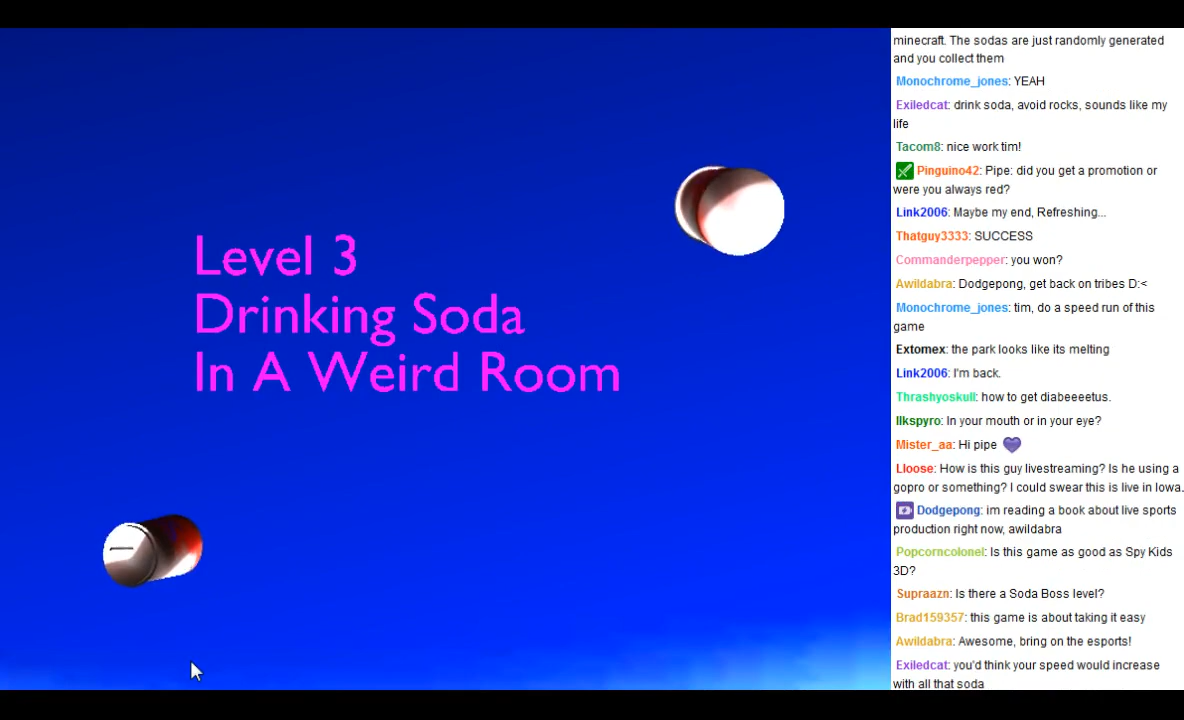 Level 3
Drinking Soda
In A Weird Room
minecraft. The sodas are just randomly generated
and you collect them
Monochrome_jones: YEAH
Exiledcat: drink soda, avoid rocks, sounds like my
life
Tacom8: nice work tim!
Pinguino42: Pipe: did you get a promotion or
were you always red?
Link2006: Maybe my end, Refreshing...
Thatguy3333: SUCCESS
Commanderpepper: you won?
Awildabra: Dodgepong, get back on tribes D:<
Monochrome_jones: tim, do a speed run of this
game
Extomex: the park looks like its melting
Link2006: I'm back.
Thrashyoskull: how to get diabeeeetus.
Ilkspyro: In your mouth or in your eye?
Mister_aa: Hi pipe
Lloose: How is this guy livestreaming? Is he using a
gopro or something? I could swear this is live in Iowa.
Dodgepong: im reading a book about live sports
production right now, awildabra
Popcorncolonel: Is this game as good as Spy Kids
3D?
Supraazn: Is there a Soda Boss level?
Brad159357: this game is about taking it easy
Awildabra: Awesome, bring on the esports!
Exiledcat: you'd think your speed would increase
with all that soda